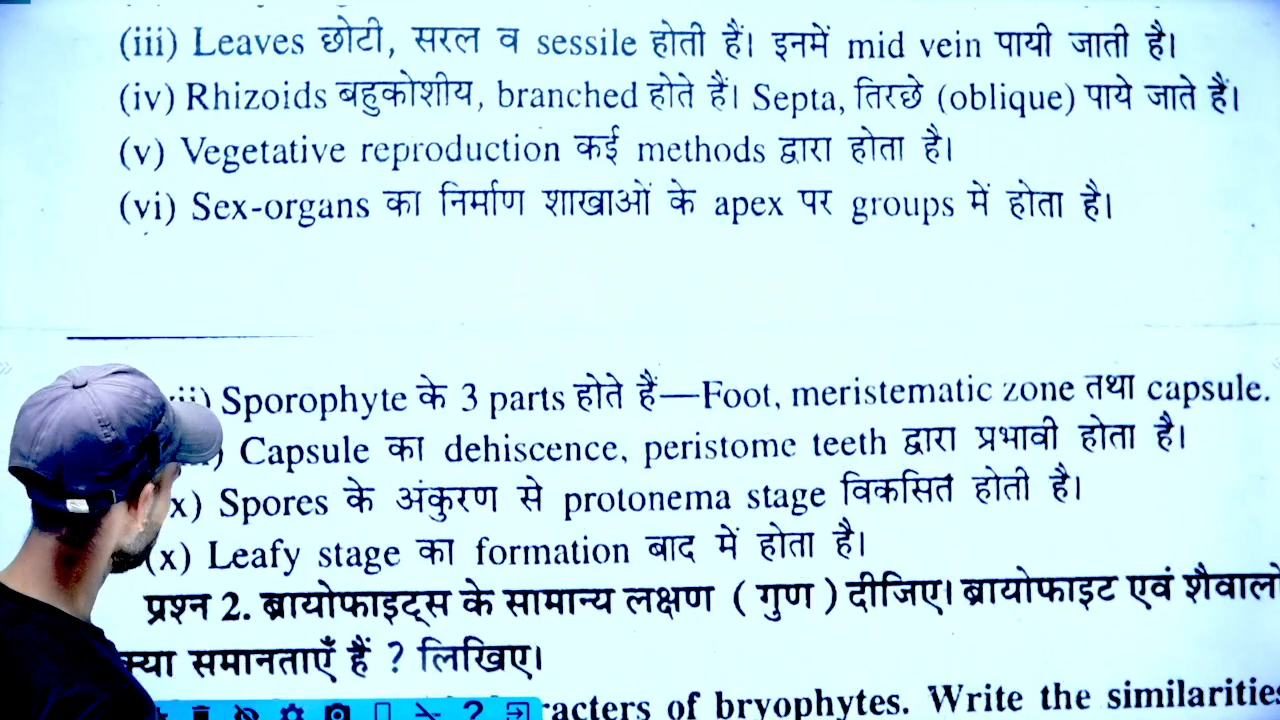 (iii) Leaves छोटी, सरल व sessile होती हैं। इनमें mid vein पायी जाती है।
(iv) Rhizoids बहुकोशीय, branched होते हैं। Septa, तिरछे (oblique) पाये जाते हैं।
(v) Vegetative reproduction कई methods द्वारा होता है।
(vi) Sex-organs का निर्माण शाखाओं के apex पर groups में होता है।
Sporophyte के 3 parts होते हैं—Foot, meristematic zone तथा capsule.
Capsule का dehiscence, peristome teeth द्वारा प्रभावी होता है।
x) Spores के अंकुरण से protonema stage विकसित होती है।
(x) Leafy stage का formation बाद में होता है।
प्रश्न 2. ब्रायोफाइट्स के सामान्य लक्षण ( गुण ) दीजिए। ब्रायोफाइट एवं
क्या समानताएँ हैं ? लिखिए।
racters of bryophytes. Write the similarities